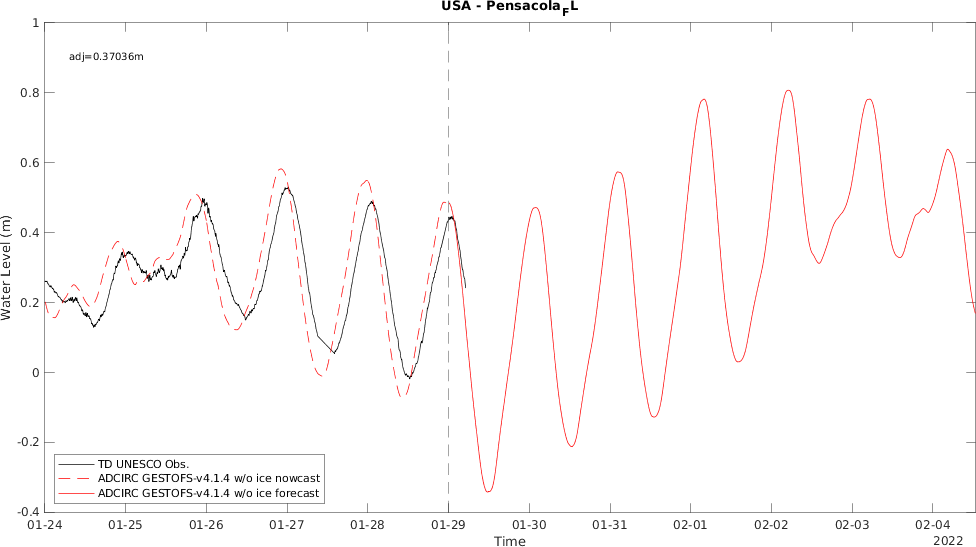 USA - Pensacola_FL
adj=0.37036m
1
0.8
0.6
0.4
0.2
0
-0.2
-0.4
Water Level (m)
TD UNESCO Obs.
ADCIRC GESTOFS-v4.1.4 w/o ice nowcast
ADCIRC GESTOFS-v4.1.4 w/o ice forecast
01-24 01-25 01-26 01-27 01-28 01-29 01-30 01-31 02-01 02-02 02-03 02-04
Time
2022